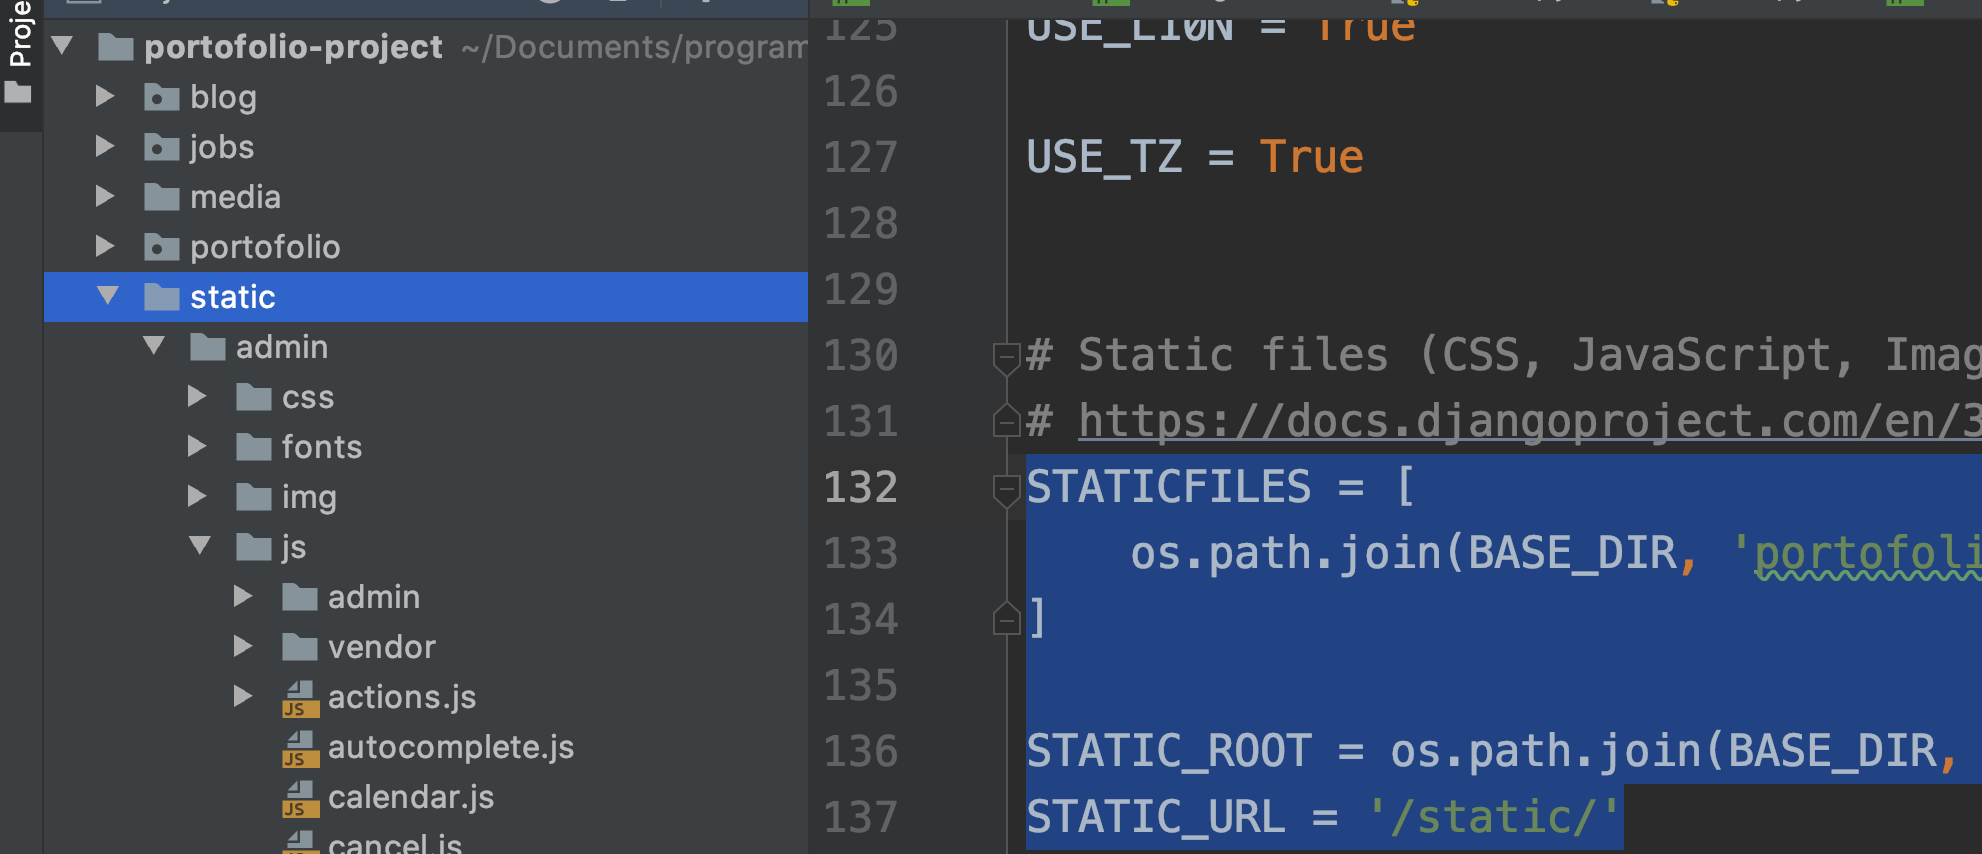 Proje
portofolio-project ~/Documents/program
blog
jobs
media
portofolio
static
admin
css
fonts
img
js
admin
vendor
actions.js
autocomplete.js
calendar.js
cancel.js
125 USE_L10N = True
126
127 USE_TZ = True
128
129
130 # Static files (CSS, JavaScript, Imag
131 # https://docs.djangoproject.com/en/3
132 STATICFILES = [
133 os.path.join(BASE_DIR, 'portofoli
134 ]
135
136 STATIC_ROOT = os.path.join(BASE_DIR,
137 STATIC_URL = '/static/'